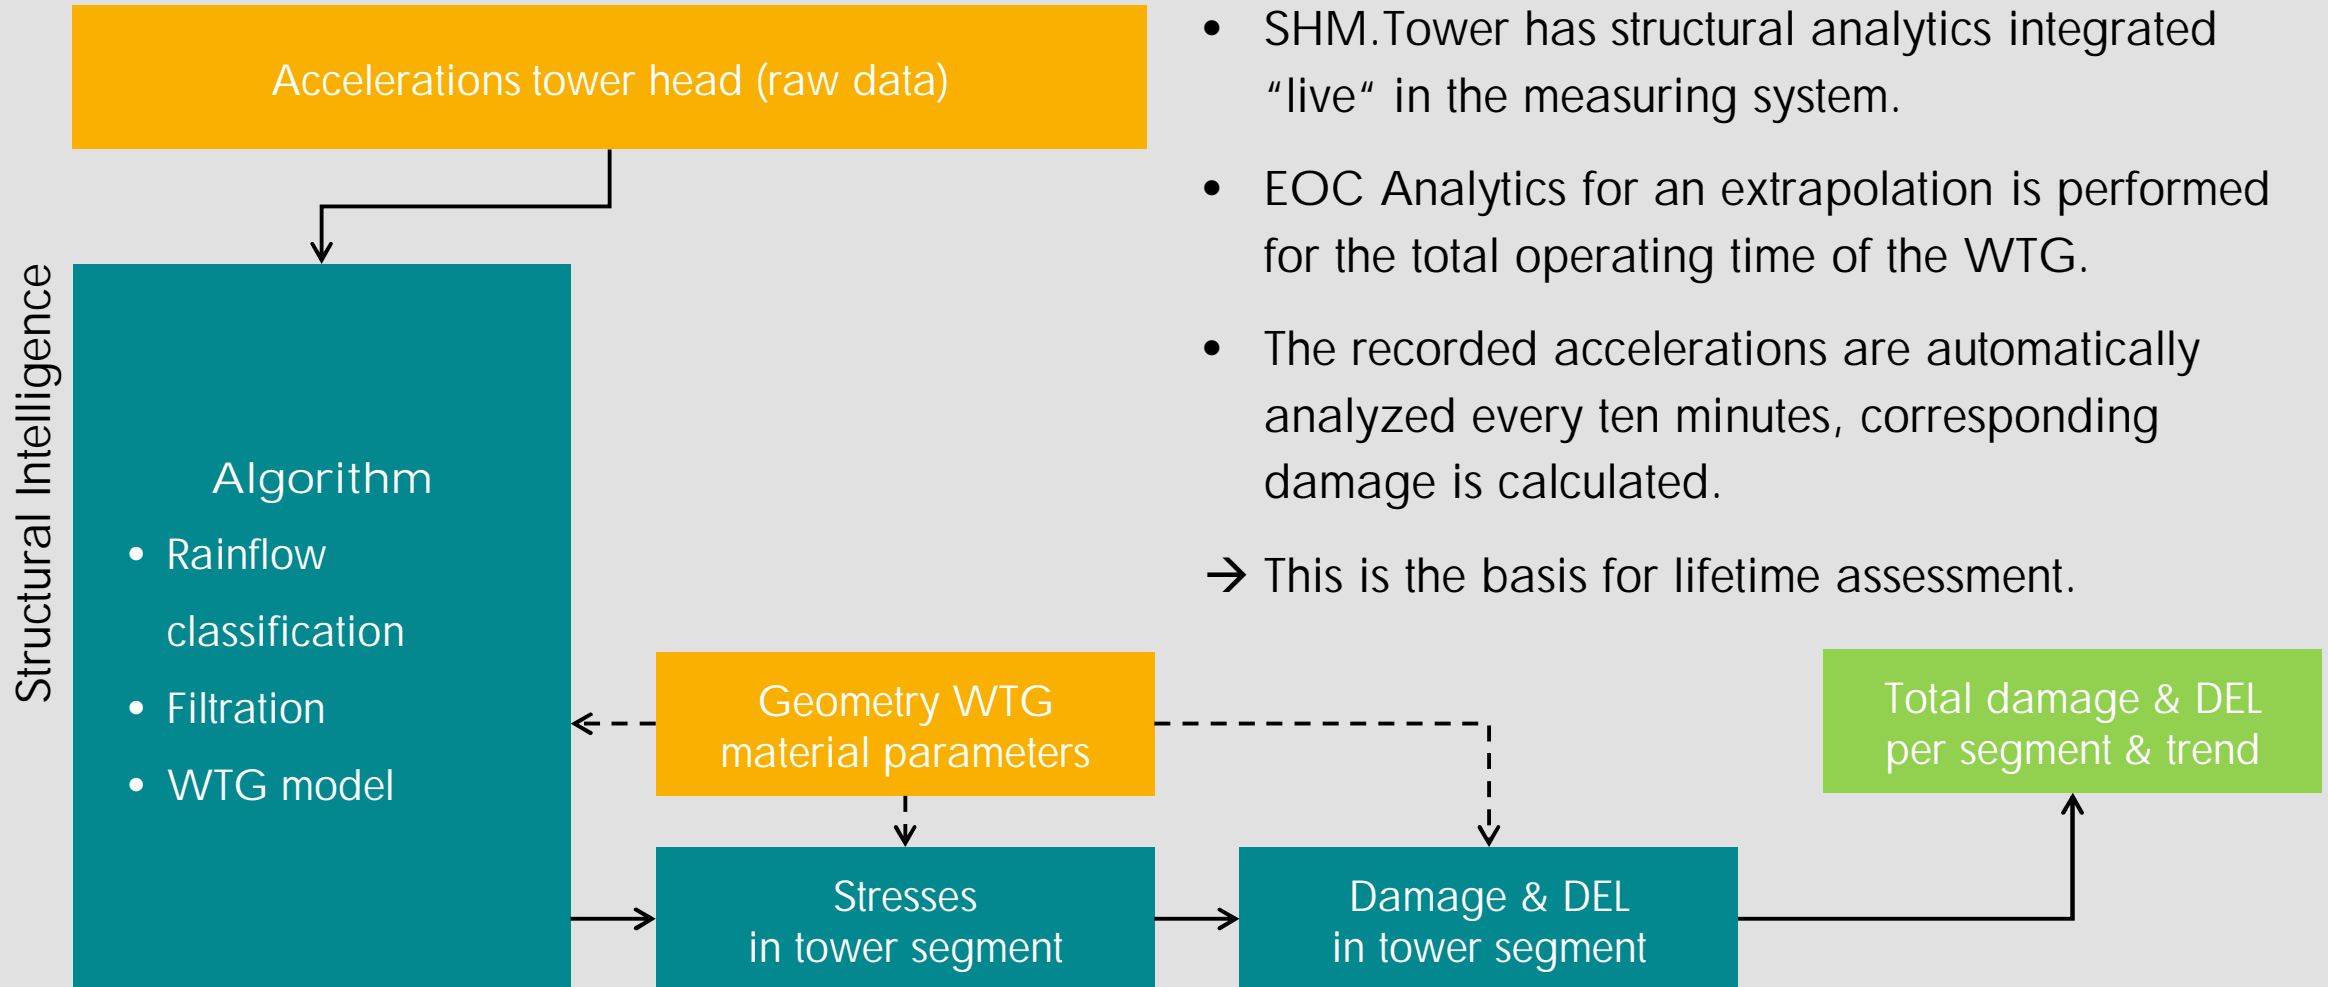 Accelerations tower head (raw data)
• SHM.Tower has structural analytics integrated
“live“ in the measuring system.
• EOC Analytics for an extrapolation is performed
for the total operating time of the WTG.
• The recorded accelerations are automatically
analyzed every ten minutes, corresponding
damage is calculated.
→ This is the basis for lifetime assessment.
Structural Intelligence
Algorithm
• Rainflow
classification
• Filtration
• WTG model
Geometry WTG
material parameters
Stresses
in tower segment
Damage & DEL
in tower segment
Total damage & DEL
per segment & trend